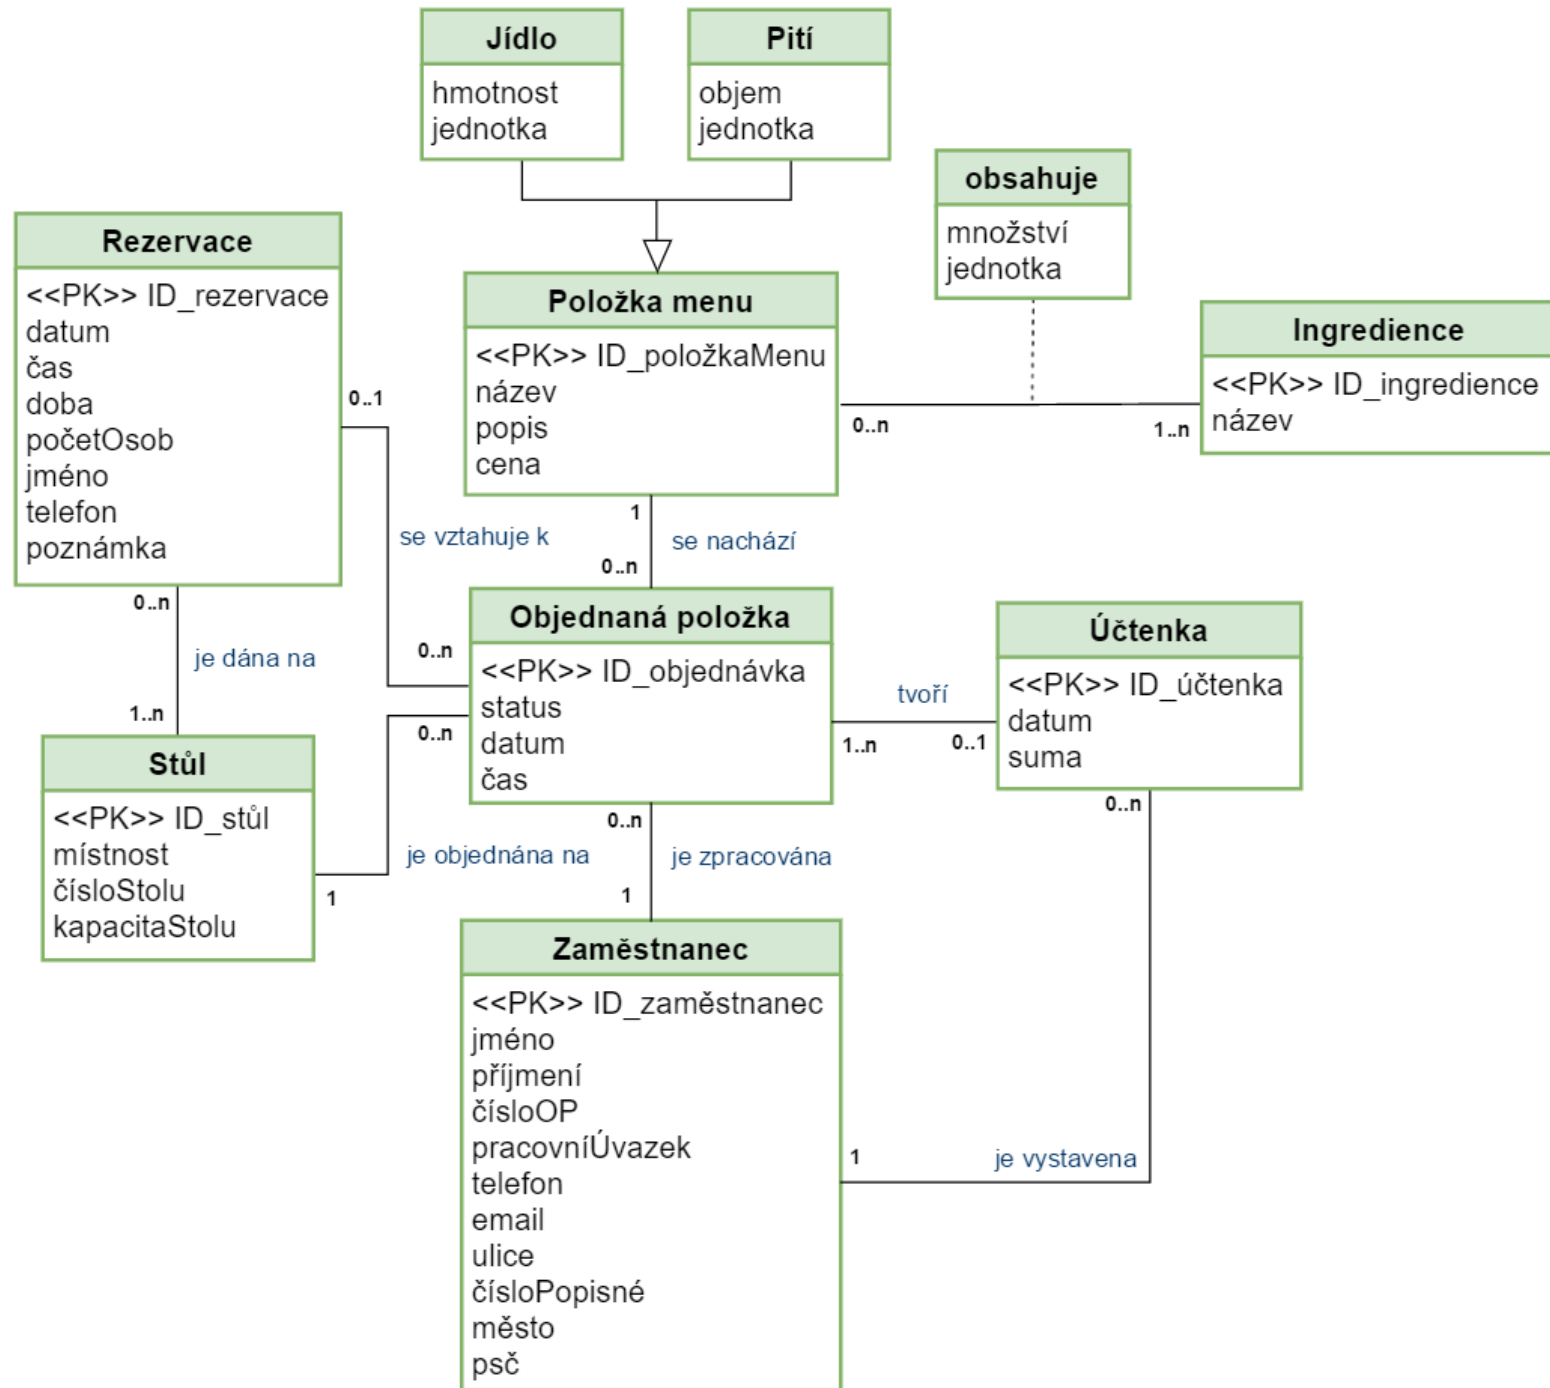 Jídlo
hmotnost
jednotka
Pití
objem
jednotka
obsahuje
množství
jednotka
Rezervace
<<PK>> ID_rezervace
datum
čas
doba
početOsob
jméno
telefon
poznámka
Položka menu
<<PK>> ID_položkaMenu
název
popis
cena
Ingredience
<<PK>> ID_ingredience
název
0..1
0..n
1..n
se vztahuje k
1
se nachází
0..n
0..n
je dána na
1..n
Objednaná položka
<<PK>> ID_objednávka
status
datum
čas
0..n
0..n
tvoří
1..n
0..1
Účtenka
<<PK>> ID_účtenka
datum
suma
Stůl
<<PK>> ID_stůl
místnost
čísloStolu
kapacitaStolu
je objednána na
1
0..n
je zpracována
1
0..n
Zaměstnanec
<<PK>> ID_zaměstnanec
jméno
příjmení
čísloOP
pracovníÚvazek
telefon
email
ulice
čísloPopisné
město
psč
1
je vystavena